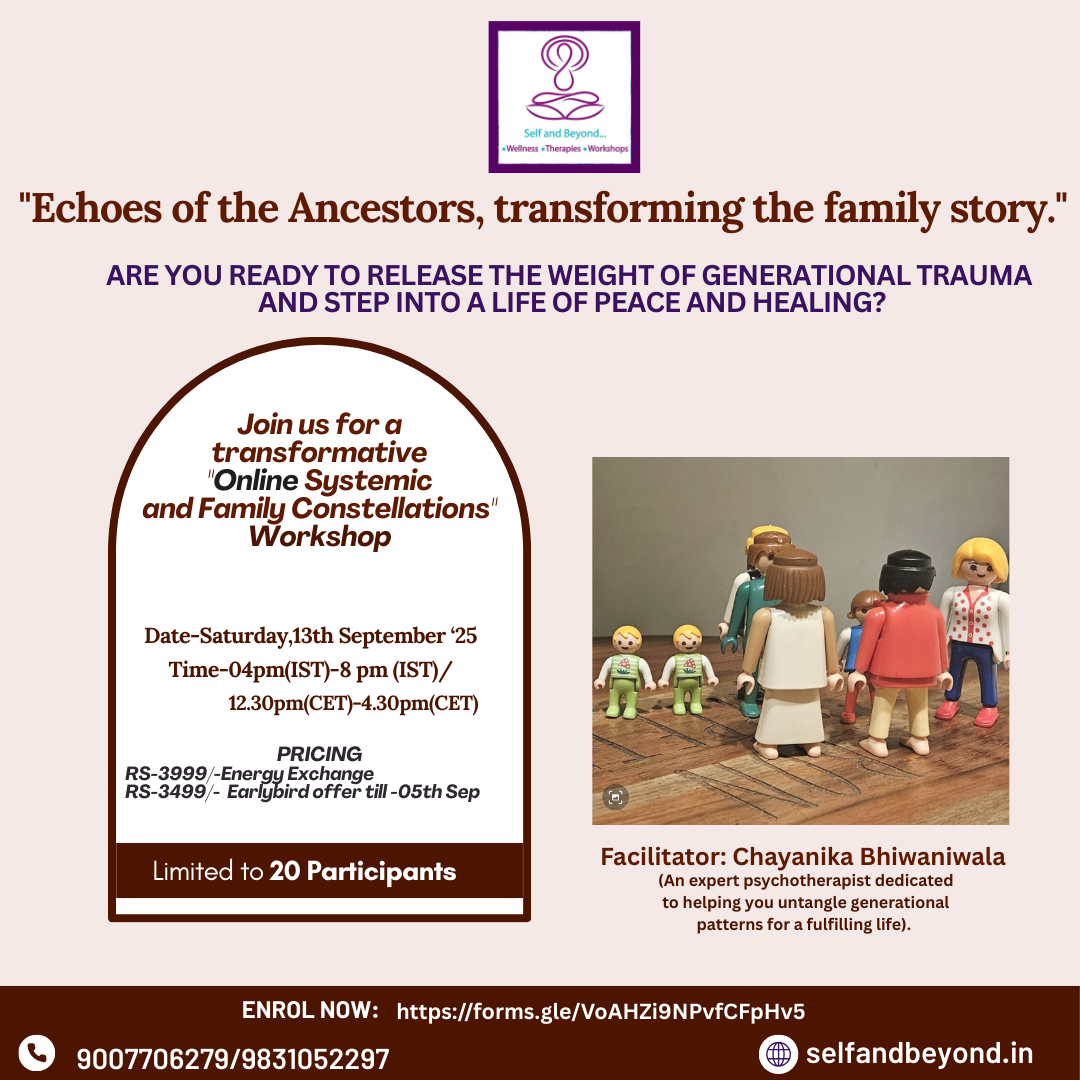 Self and Beyond...
•Wellness •Therapies •Workshops
"Echoes of the Ancestors, transforming the family story."
ARE YOU READY TO RELEASE THE WEIGHT OF GENERATIONAL TRAUMA
AND STEP INTO A LIFE OF PEACE AND HEALING?
Join us for a
transformative
"Online Systemic
and Family Constellations"
Workshop
Date-Saturday,13th September ‘25
Time-04pm(IST)-8 pm (IST)/
12.30pm(CET)-4.30pm(CET)
PRICING
RS-3999/-Energy Exchange
RS-3499/- Earlybird offer till -05th Sep
Limited to 20 Participants
Facilitator: Chayanika Bhiwaniwala
(An expert psychotherapist dedicated
to helping you untangle generational
patterns for a fulfilling life).
ENROL NOW: https://forms.gle/VoAHZi9NPvfCFpHv5
9007706279/9831052297
selfandbeyond.in